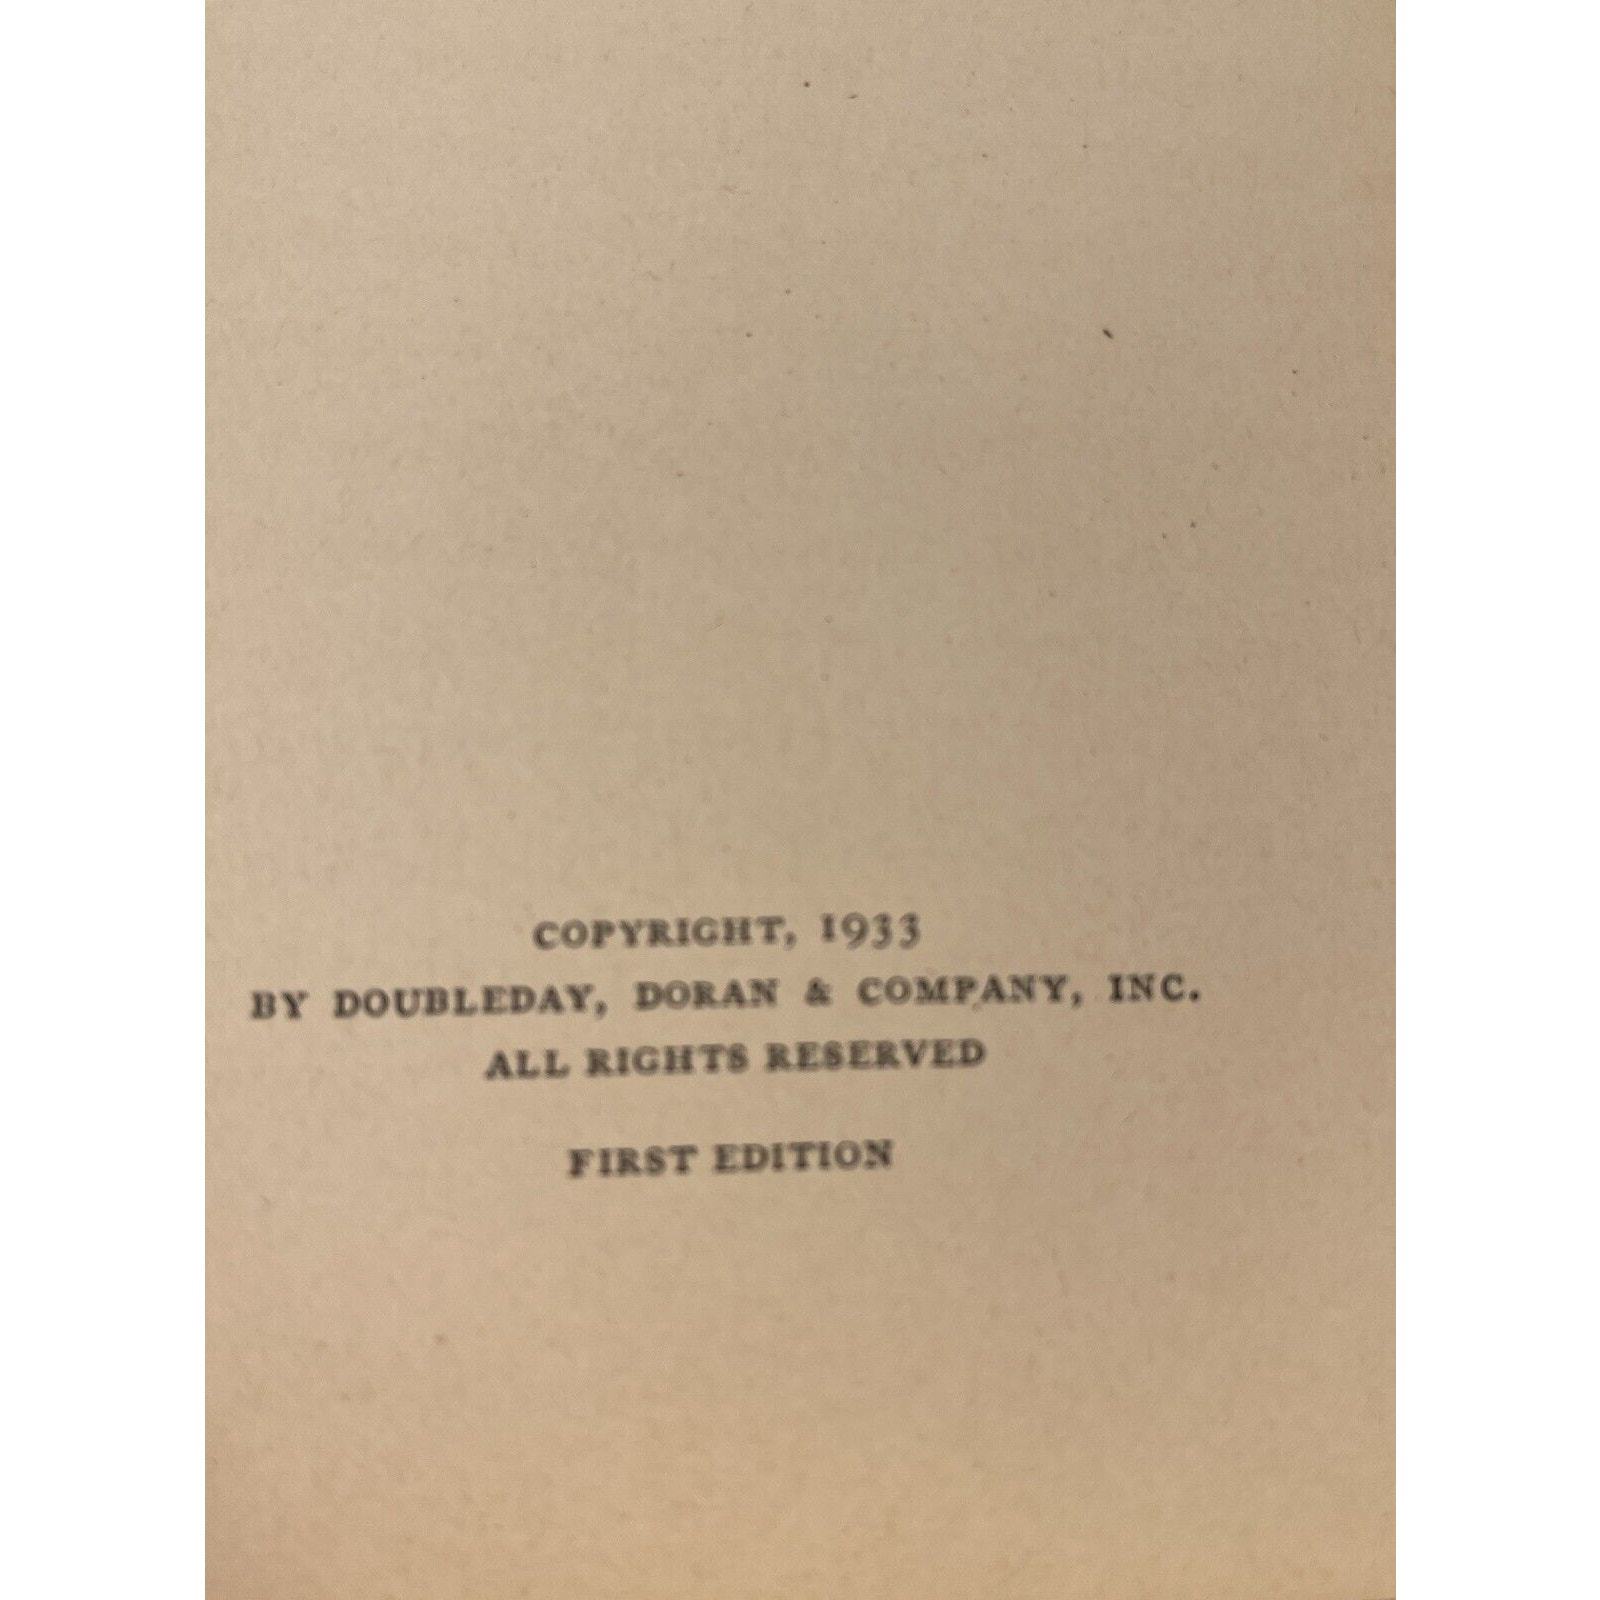 COPYRIGHT, 1933
BY DOUBLEDAY, DORAN & COMPANY, INC.
ALL RIGHTS RESERVED
FIRST EDITION